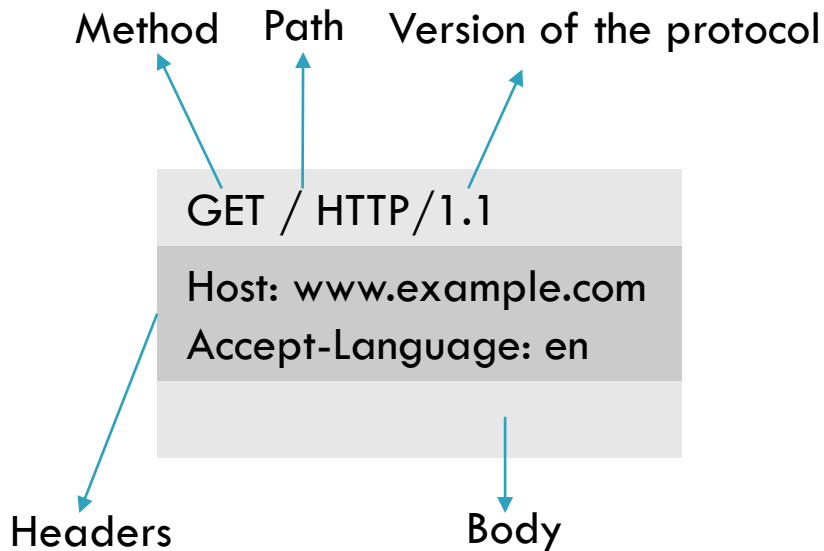 Method Path Version of the protocol
GET / HTTP/1.1
Host: www.example.com
Accept-Language: en
Headers Body